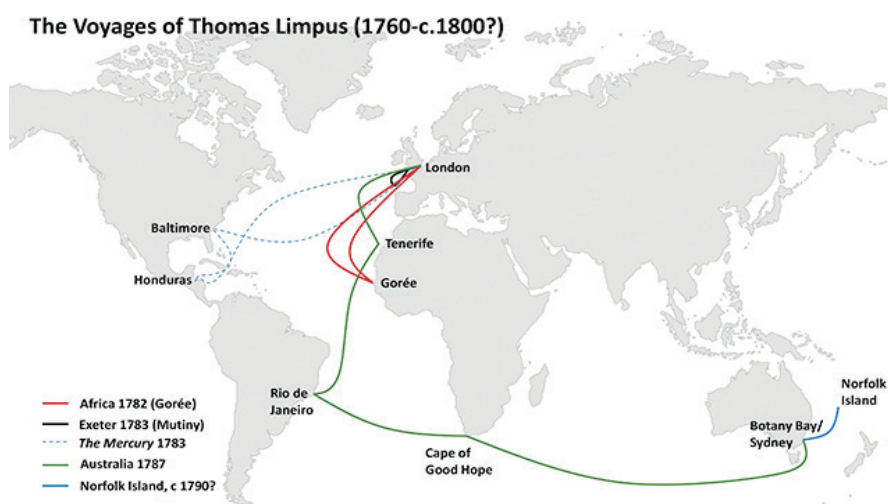 The Voyages of Thomas Limpus (1760-c.1800?)
London
Baltimore
Tenerife
Honduras
Gorée
Rio de
Janeiro
Norfolk
Island
Botany Bay/
Sydney
Cape of
Good Hope
Africa 1782 (Gorée)
Exeter 1783 (Mutiny)
The Mercury 1783
Australia 1787
Norfolk Island, c 1790?